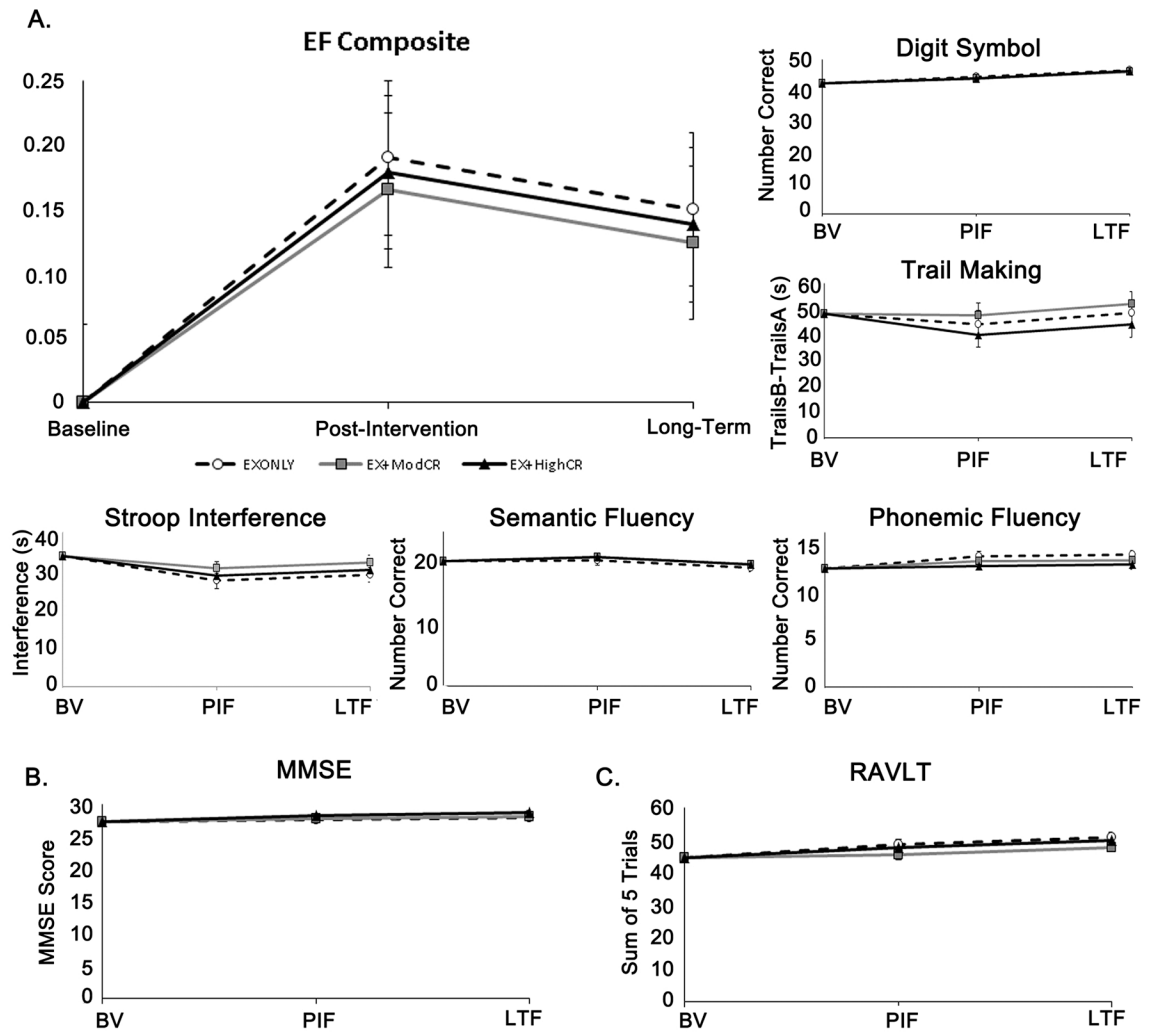 A.
EF Composite
0.25
0.20
0.15
0.10
0.05
0
Baseline
Post-Intervention
Long-Term
EXONLY
EX+ModCR
EX+HighCR
Digit Symbol
Number Correct
50
40
30
20
10
0
BV
PIF
LTF
Trail Making
TrailsB-TrailsA (s)
60
50
40
30
20
10
0
BV
PIF
LTF
Stroop Interference
Interference (s)
40
30
20
10
0
BV
PIF
LTF
Semantic Fluency
Number Correct
20
10
0
BV
PIF
LTF
Phonemic Fluency
Number Correct
15
10
5
0
BV
PIF
LTF
B.
MMSE
MMSE Score
30
25
20
15
10
5
0
BV
PIF
LTF
C.
RAVLT
Sum of 5 Trials
60
50
40
30
20
10
0
BV
PIF
LTF